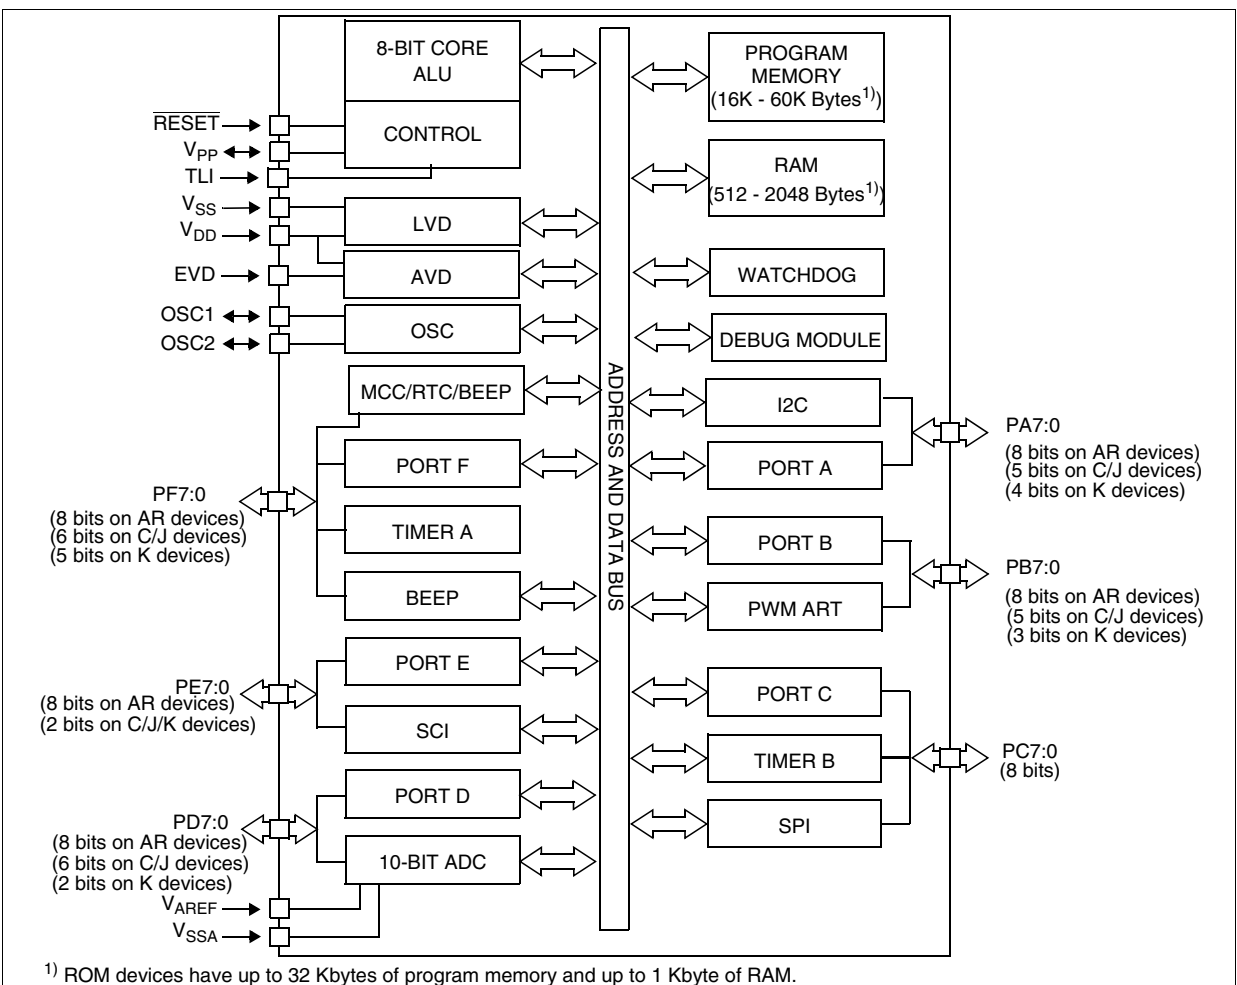 8-BIT CORE
ALU
CONTROL
RESET
VPP
TLI
VSS
VDD
LVD
EVD
AVD
OSC1
OSC2
OSC
MCC/RTC/BEEP
PORT F
PF7:0
(8 bits on AR devices)
(6 bits on C/J devices)
(5 bits on K devices)
TIMER A
BEEP
PORT E
PE7:0
(8 bits on AR devices)
(2 bits on C/J/K devices)
SCI
PORT D
PD7:0
(8 bits on AR devices)
(6 bits on C/J devices)
(2 bits on K devices)
10-BIT ADC
VAREF
VSSA
ADDRESS AND DATA BUS
PROGRAM
MEMORY
(16K - 60K Bytes1))
RAM
(512 - 2048 Bytes1))
WATCHDOG
DEBUG MODULE
I2C
PORT A
PA7:0
(8 bits on AR devices)
(5 bits on C/J devices)
(4 bits on K devices)
PORT B
PWM ART
PB7:0
(8 bits on AR devices)
(5 bits on C/J devices)
(3 bits on K devices)
PORT C
TIMER B
SPI
PC7:0
(8 bits)
1) ROM devices have up to 32 Kbytes of program memory and up to 1 Kbyte of RAM.